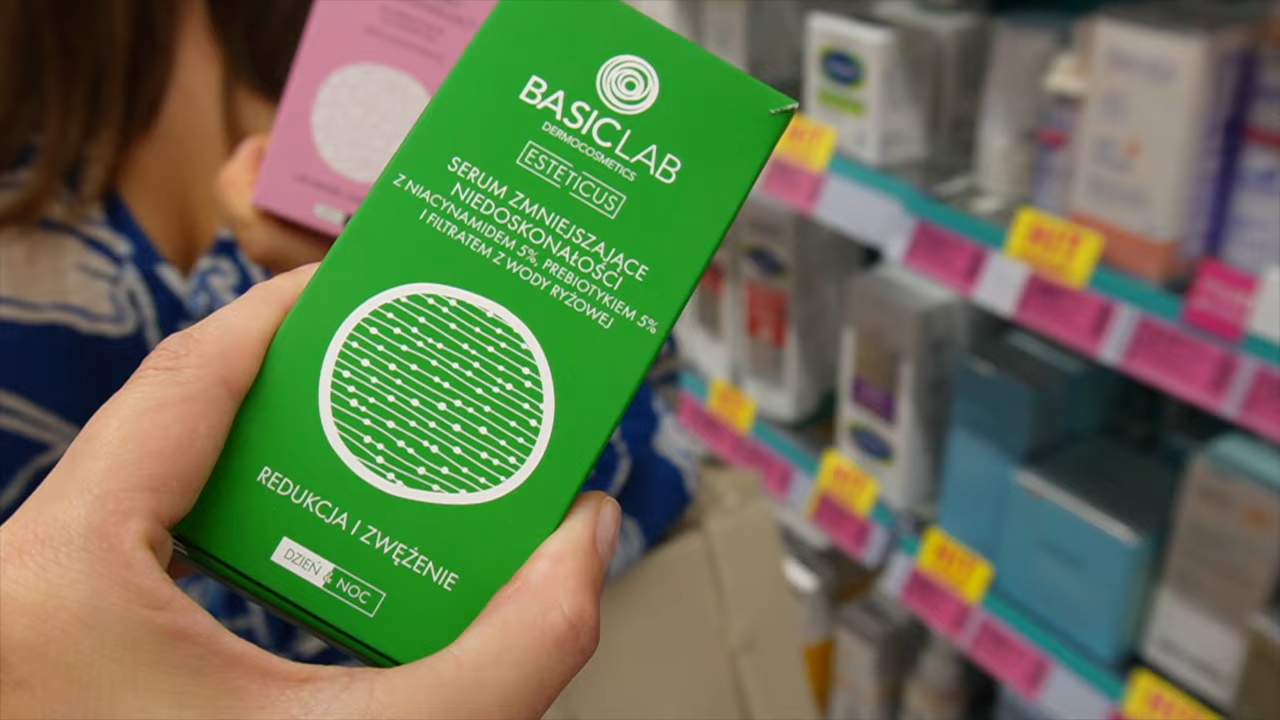 BASICLAB
DERMOCOSMETICS
ESTETICUS
SERUM ZMNIEJSZAJĄCE
NIEDOSKONAŁOŚCI
Z NIACYNAMIDEM 5%, PREBIOTYKIEM 5%
I FILTRATEM Z WODY RYŻOWEJ
REDUKCJA I ZWĘŻENIE
DZIEŃ & NOC